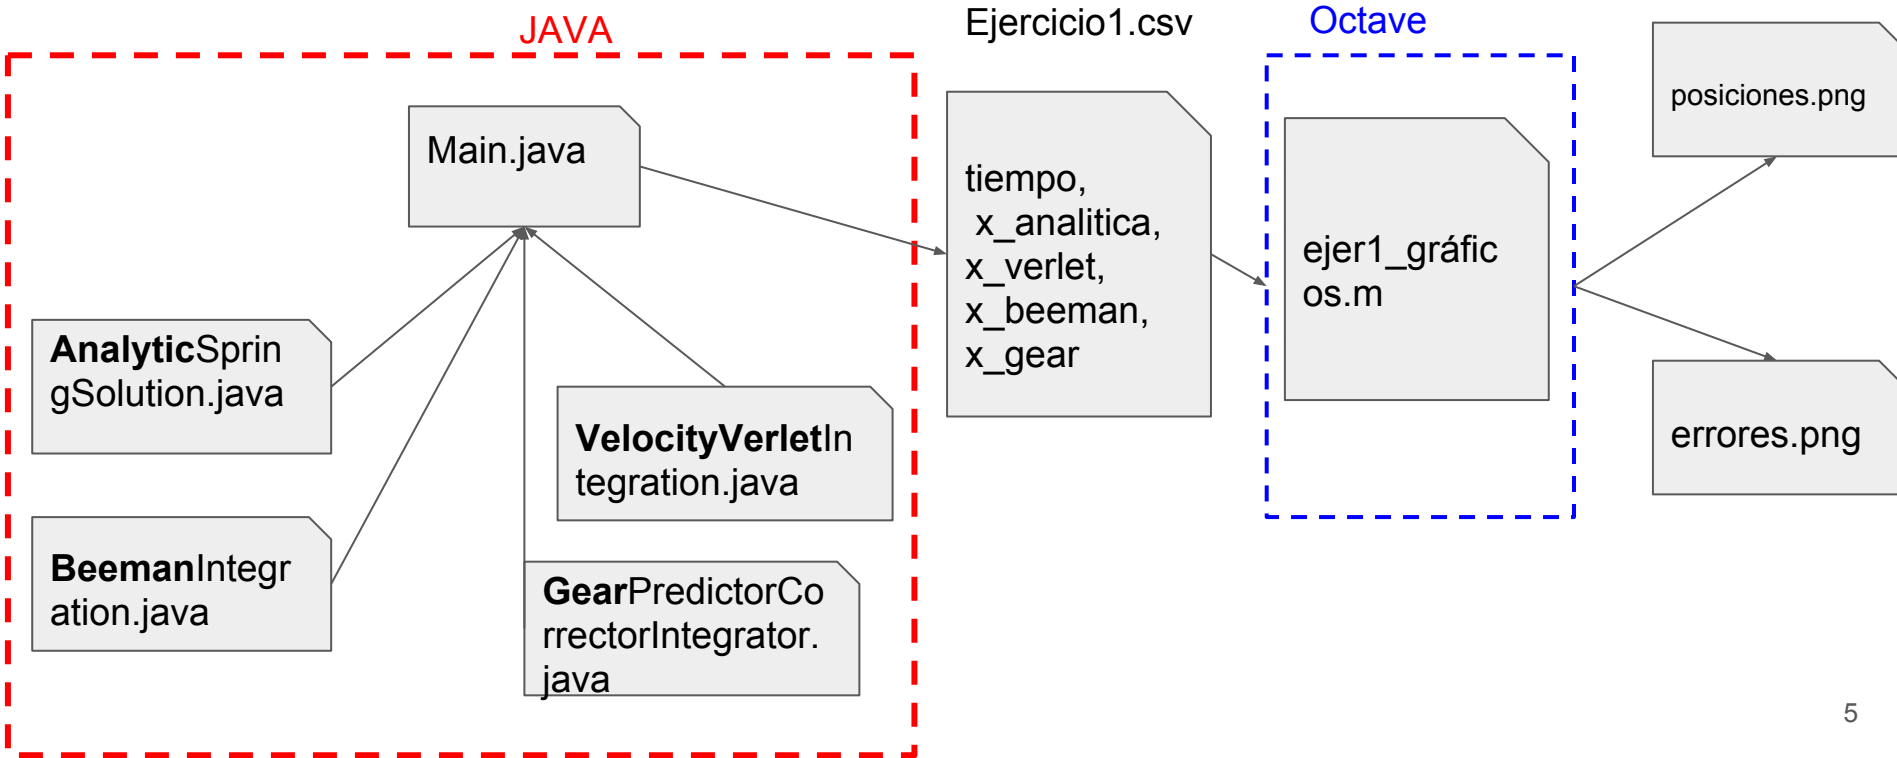 JAVA
Ejercicio1.csv
Octave
Main.java
AnalyticSprin
gSolution.java
BeemanIntegr
ation.java
VelocityVerletIn
tegration.java
GearPredictorCo
rrectorIntegrator.
java
tiempo,
x_analitica,
x_verlet,
x_beeman,
x_gear
ejer1_gráfic
os.m
posiciones.png
errores.png
5